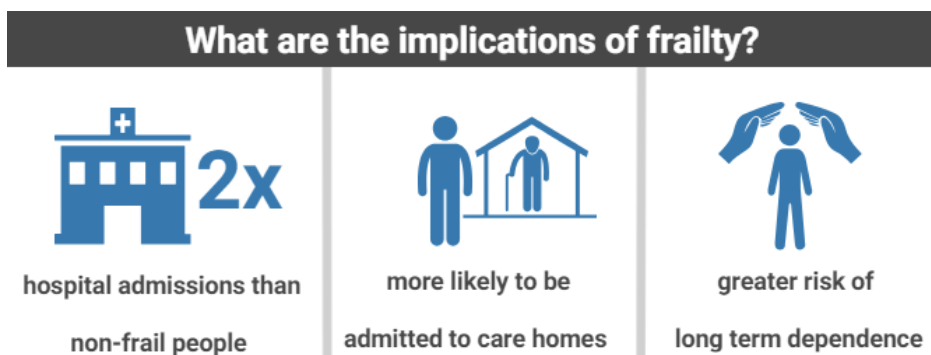 What are the implications of frailty?
2x
hospital admissions than
non-frail people
more likely to be
admitted to care homes
greater risk of
long term dependence